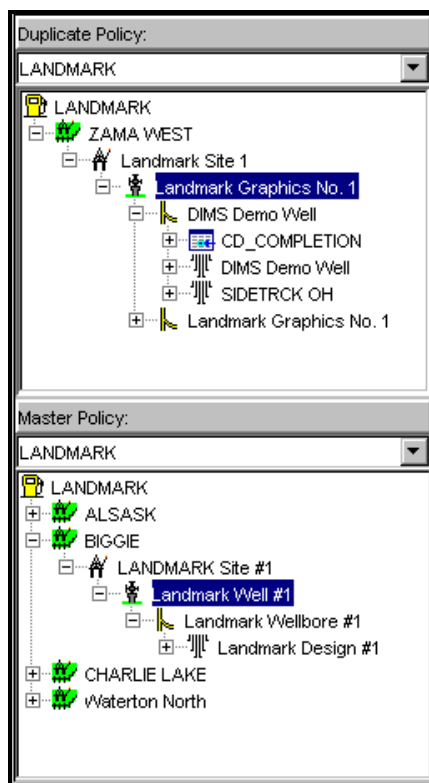 Duplicate Policy:
LANDMARK
LANDMARK
ZAMA WEST
Landmark Site 1
Landmark Graphics No. 1
DIMS Demo Well
CD_COMPLETION
DIMS Demo Well
SIDETRCK OH
Landmark Graphics No. 1
Master Policy:
LANDMARK
LANDMARK
ALSASK
BIGGIE
LANDMARK Site #1
Landmark Well #1
Landmark Wellbore #1
Landmark Design #1
CHARLIE LAKE
Waterton North